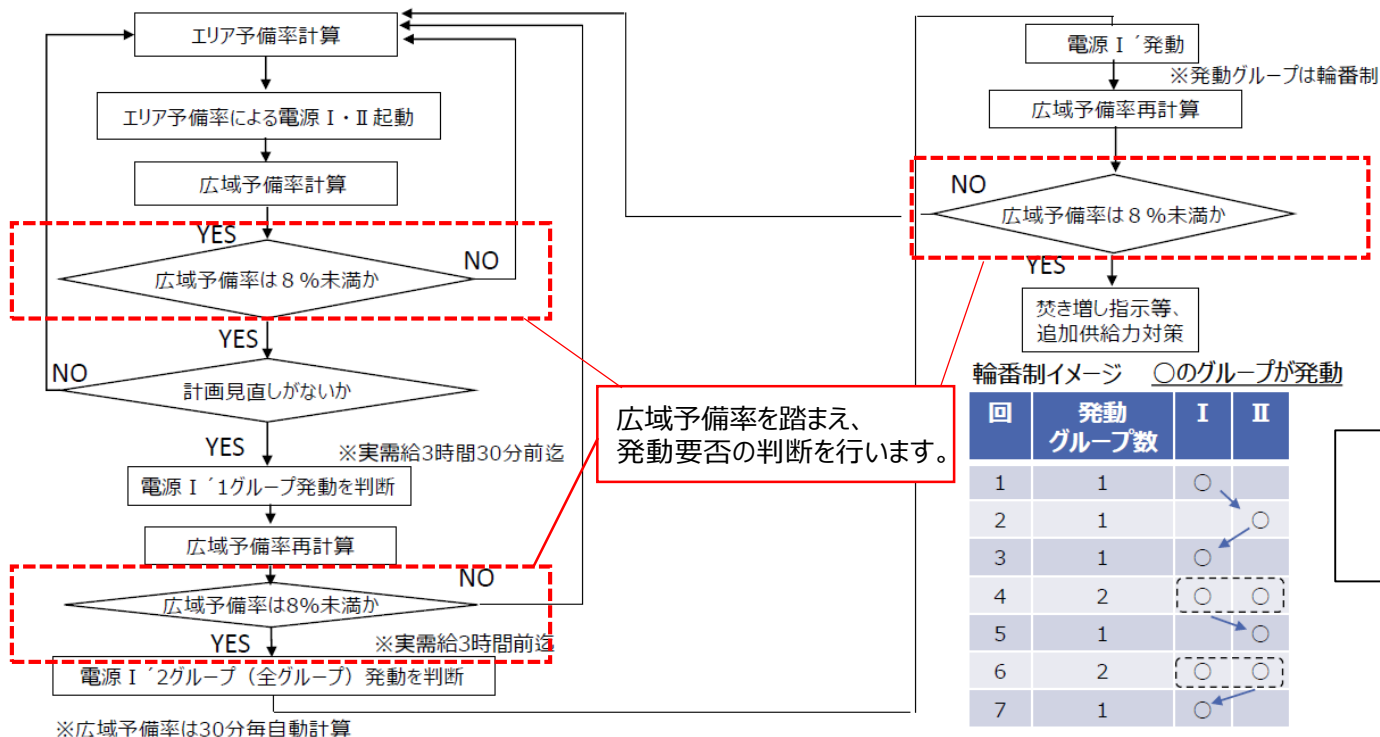 エリア予備率計算
エリア予備率による電源Ⅰ・Ⅱ起動
広域予備率計算
YES
広域予備率は８％未満か
NO
YES
NO
計画見直しがないか
YES
※実需給3時間30分前迄
電源Ⅰ´1グループ発動を判断
広域予備率再計算
NO
広域予備率は8%未満か
YES
※実需給3時間前迄
電源Ⅰ´2グループ（全グループ）発動を判断
※広域予備率は30分毎自動計算
広域予備率を踏まえ、
発動要否の判断を行います。
電源Ⅰ´発動
※発動グループは輪番制
広域予備率再計算
NO
広域予備率は８％未満か
YES
焚き増し指示等、
追加供給力対策
輪番制イメージ　○のグループが発動
回 発動グループ数 Ⅰ Ⅱ
1 1 ○
2 1 ○
3 1 ○
4 2 ○ ○
5 1 ○
6 2 ○ ○
7 1 ○